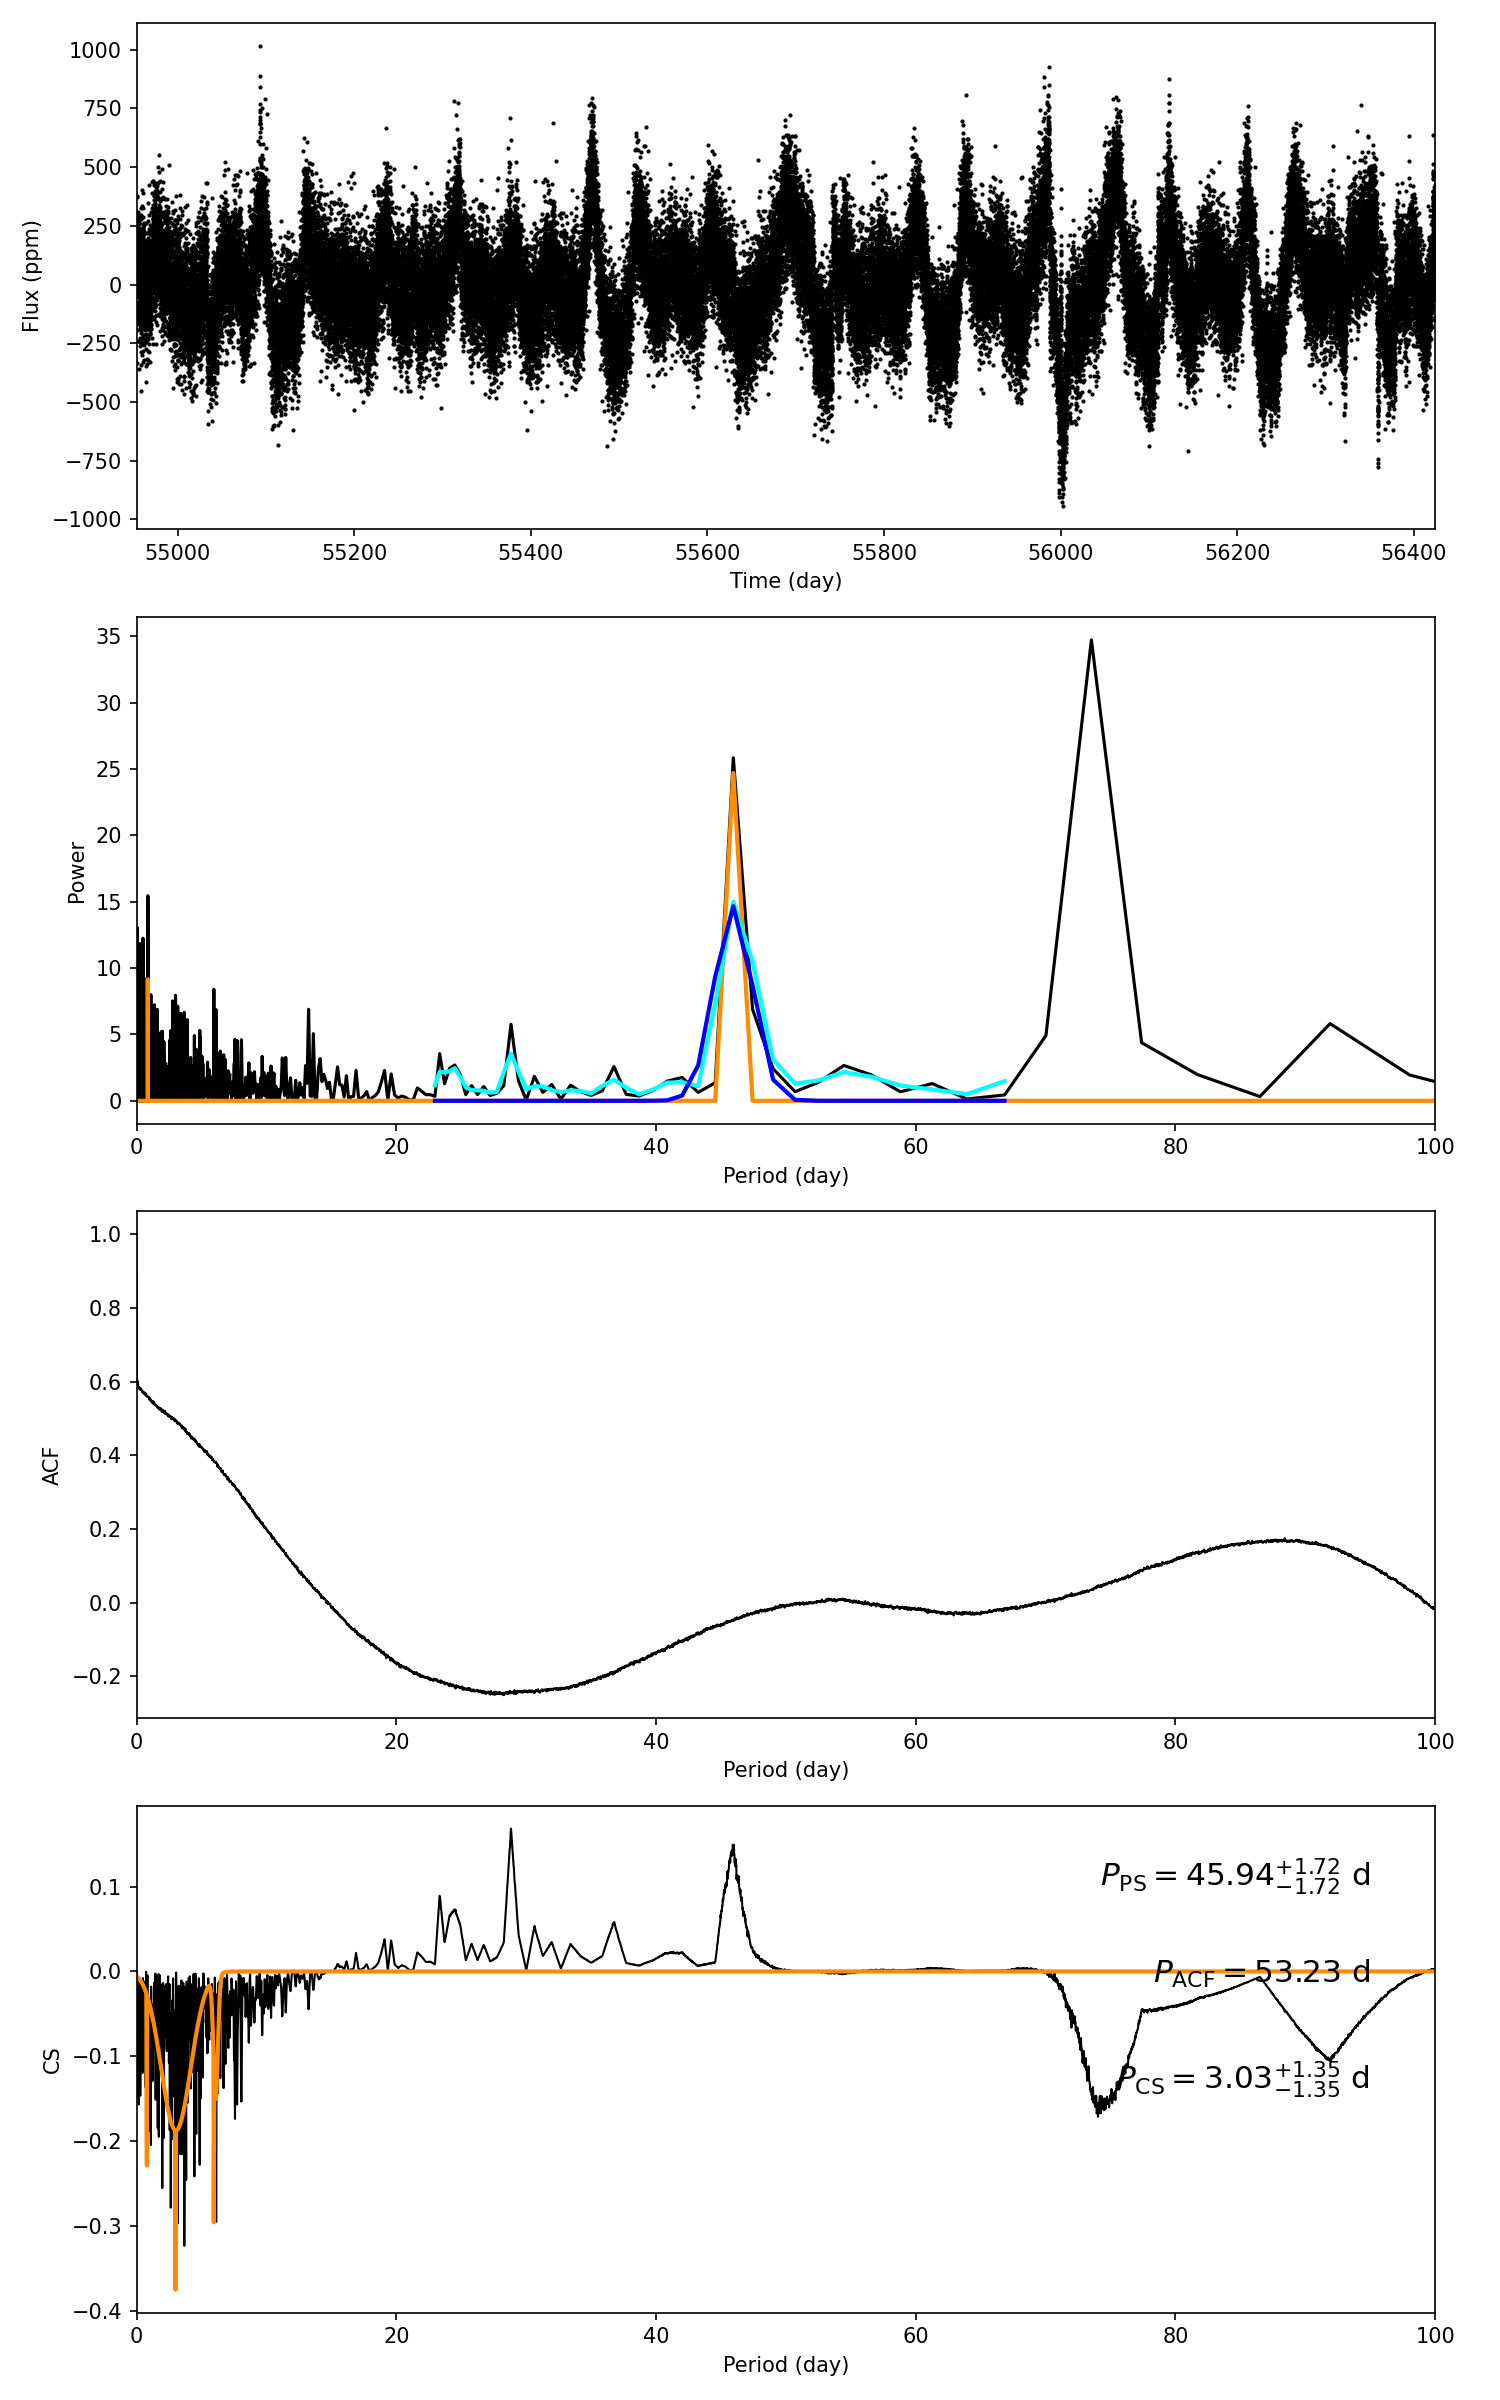 1000
750
500
250
0
−250
−500
−750
−1000
Flux (ppm)
55000 55200 55400 55600 55800 56000 56200 56400
Time (day)
35
30
25
20
15
10
5
0
Power
0 20 40 60 80 100
Period (day)
1.0
0.8
0.6
0.4
0.2
0.0
−0.2
ACF
0 20 40 60 80 100
Period (day)
0.1
0.0
−0.1
−0.2
−0.3
−0.4
CS
P_PS = 45.94 +1.72 −1.72 d
P_ACF = 53.23 d
P_CS = 3.03 +1.35 −1.35 d
0 20 40 60 80 100
Period (day)